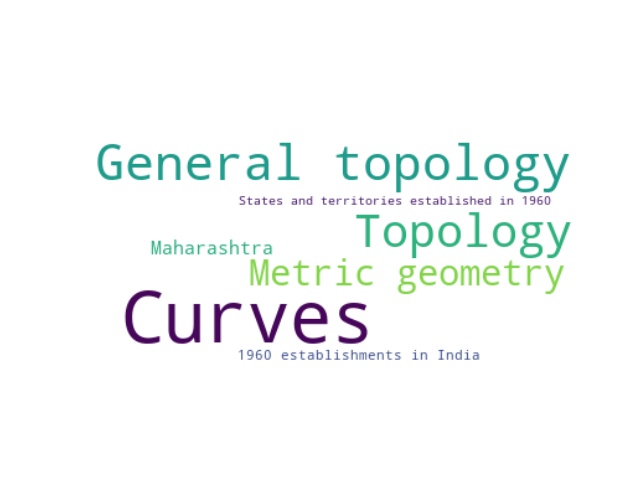 General topology
States and territories established in 1960
Topology
Maharashtra
Metric geometry
Curves
1960 establishments in India